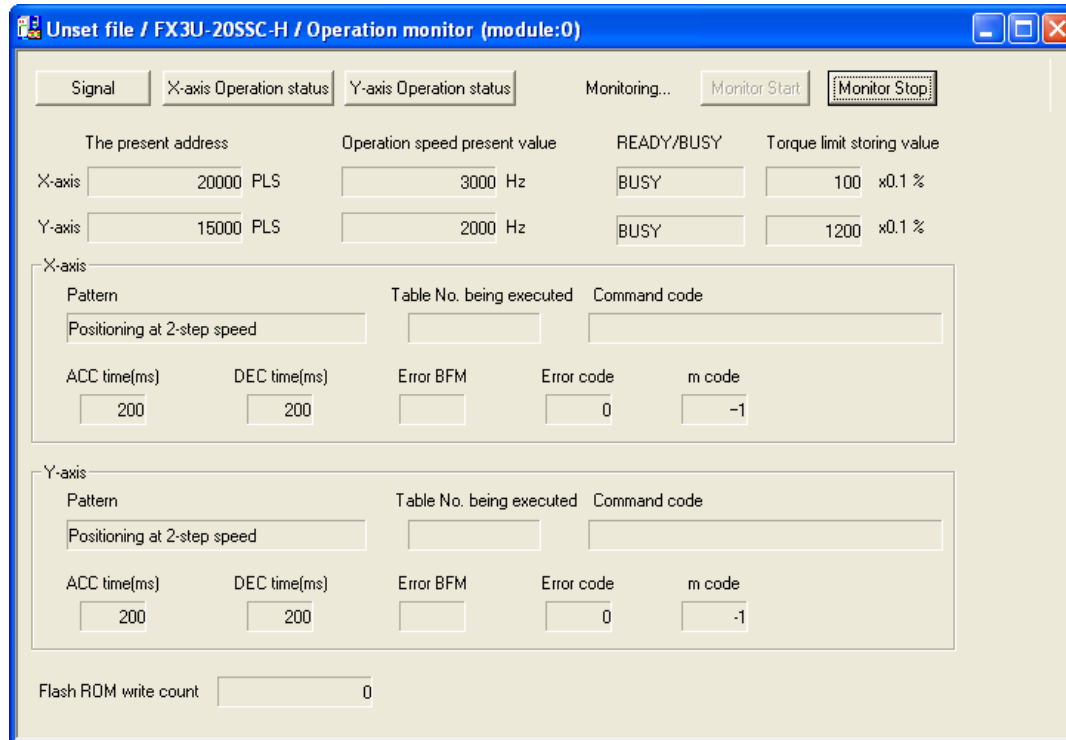 Unset file / FX3U-20SSC-H / Operation monitor (module:0)
Signal X-axis Operation status Y-axis Operation status Monitoring... Monitor Start Monitor Stop
The present address Operation speed present value READY/BUSY Torque limit storing value
X-axis 20000 PLS 3000 Hz BUSY 100 x0.1 %
Y-axis 15000 PLS 2000 Hz BUSY 1200 x0.1 %
X-axis
Pattern Table No. being executed Command code
Positioning at 2-step speed
ACC time(ms) DEC time(ms) Error BFM Error code m code
200 200 0 -1
Y-axis
Pattern Table No. being executed Command code
Positioning at 2-step speed
ACC time(ms) DEC time(ms) Error BFM Error code m code
200 200 0 -1
Flash ROM write count 0